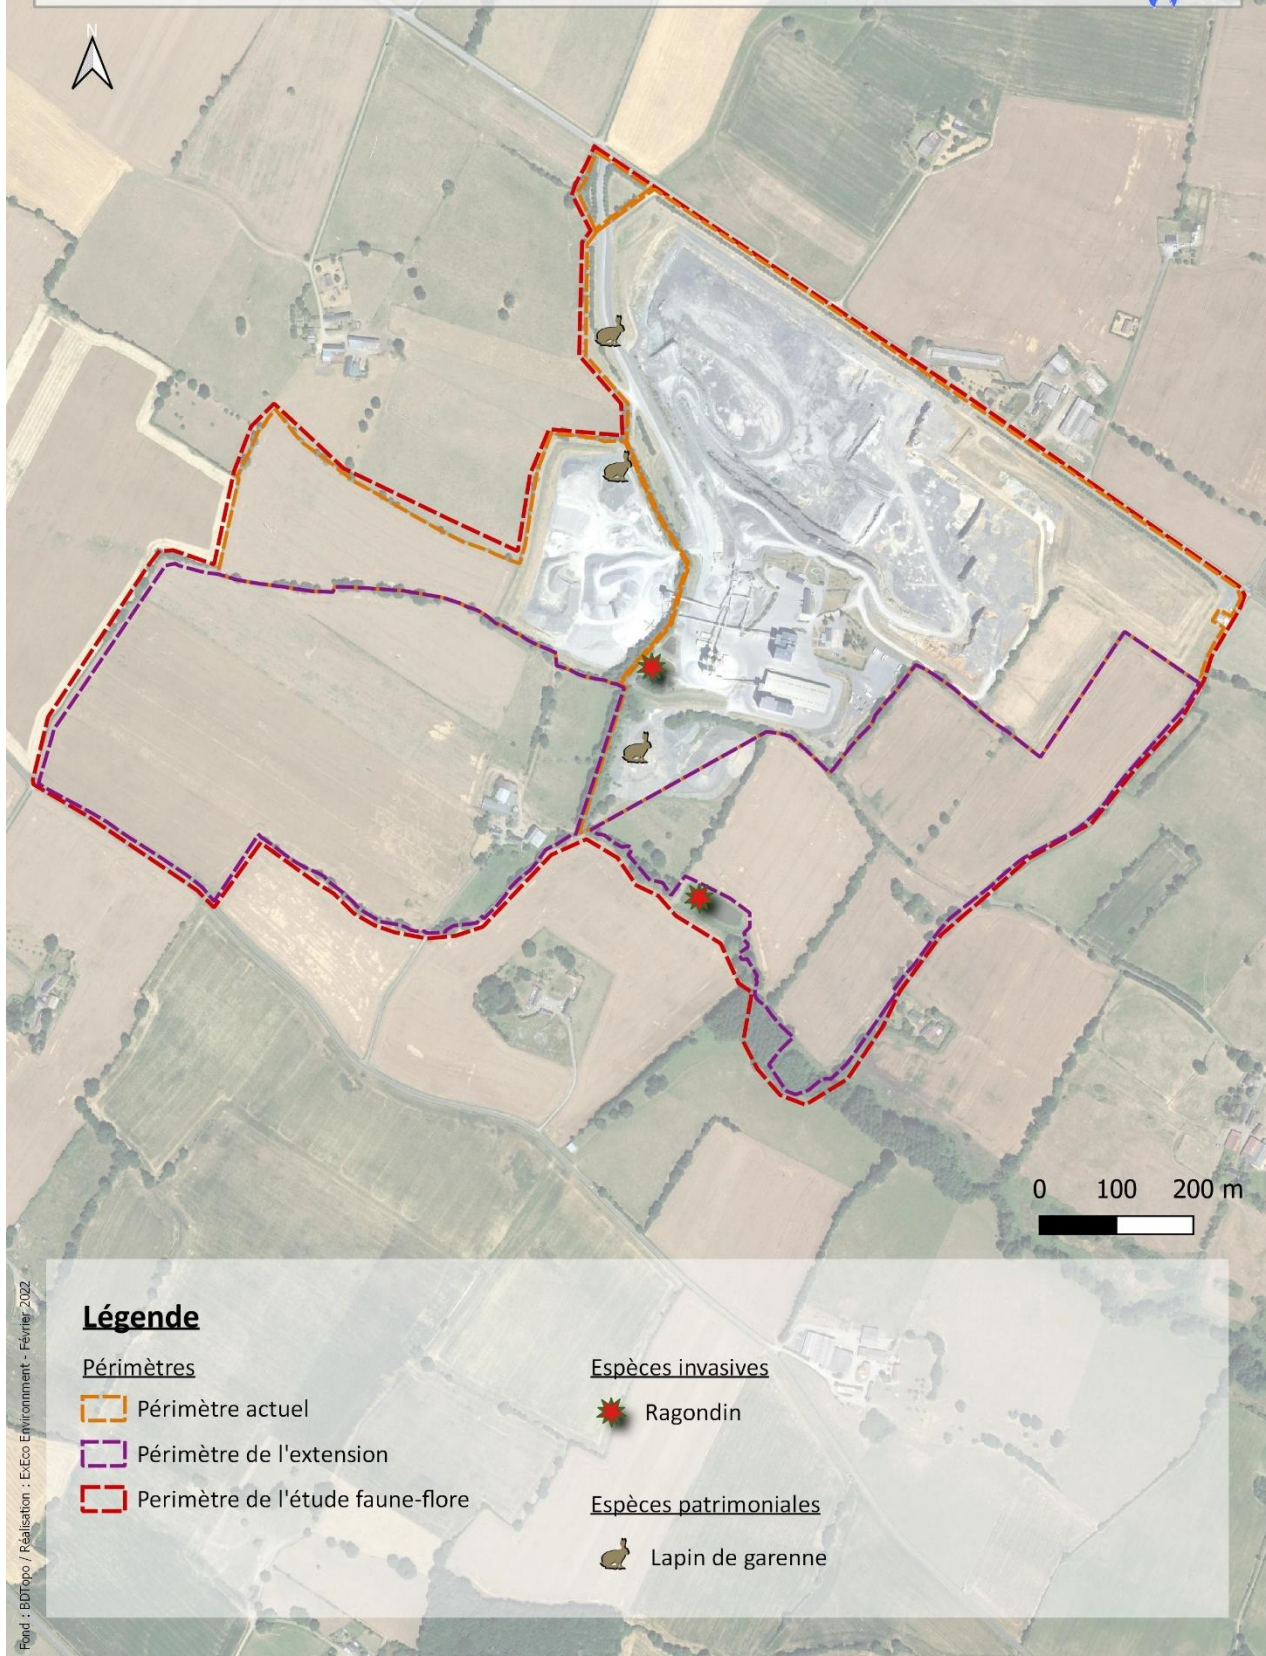 N
0 100 200 m
Légende
Périmètres
Périmètre actuel
Périmètre de l'extension
Perimètre de l'étude faune-flore
Espèces invasives
Ragondin
Espèces patrimoniales
Lapin de garenne
Fond : BDTopo / Réalisation : ExEco Environnment - Février 2022